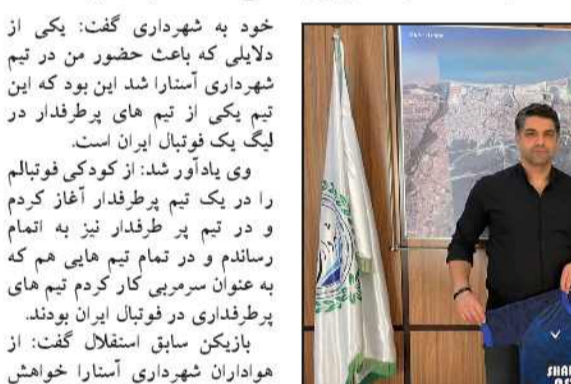 خود به شهرداری گفت: یکی از
دلایلی که باعث حضور من در تیم
شهرداری آستارا شد این بود که این
تیم یکی از تیم های پرطرفدار در
لیگ یک فوتبال ایران است.
وی یادآور شد: از کودکی فوتبالم
را در یک تیم پرطرفدار آغاز کردم
و در تیم پر طرفدار نیز به اتمام
رساندم و در تمام تیم هایی هم که
به عنوان سرمربی کار کردم تیم های
پرطرفداری در فوتبال ایران بودند.
بازیکن سابق استقلال گفت: از
هواداران شهرداری آستارا خواهش